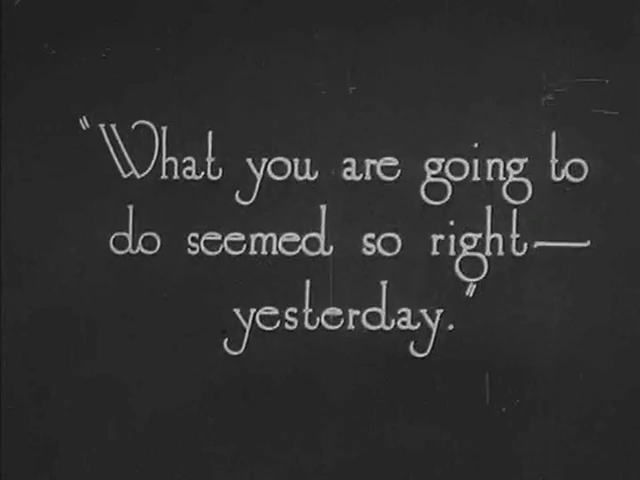 "What you are going to
do seemed so right—
yesterday."